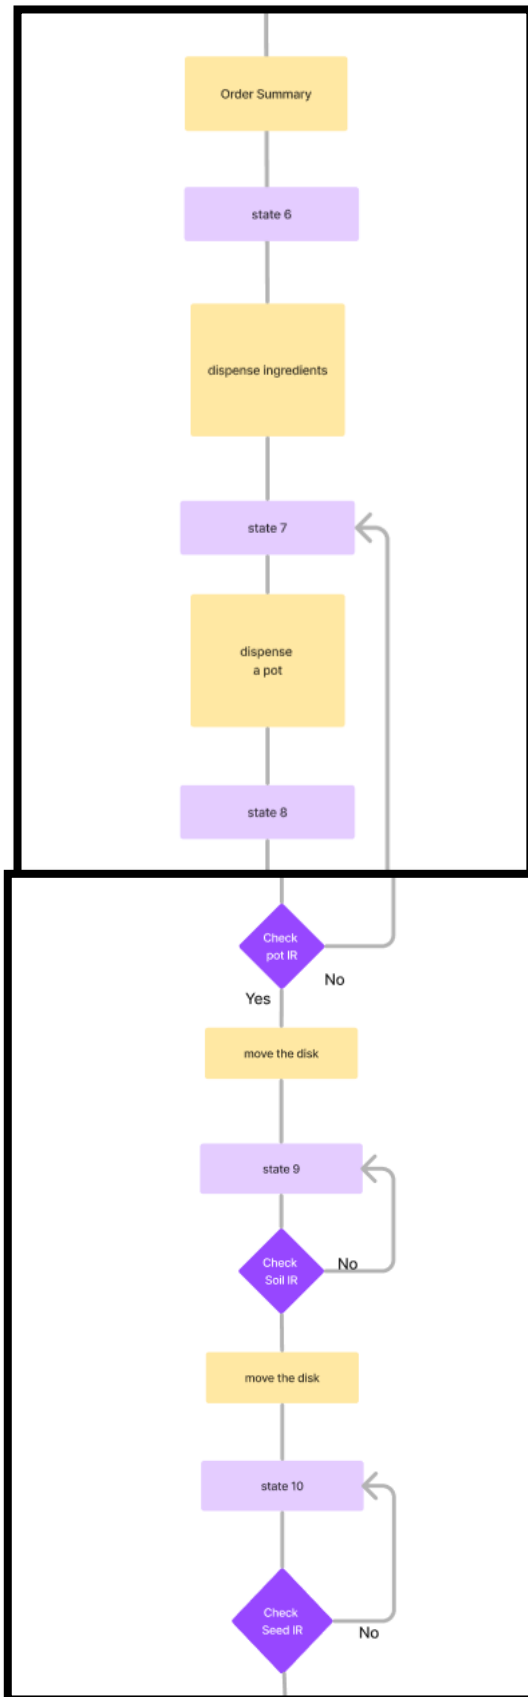 Order Summary
state 6
dispense ingredients
state 7
dispense
a pot
state 8
Check
pot IR
No
Yes
move the disk
state 9
Check
Soil IR
No
move the disk
state 10
Check
Seed IR
No